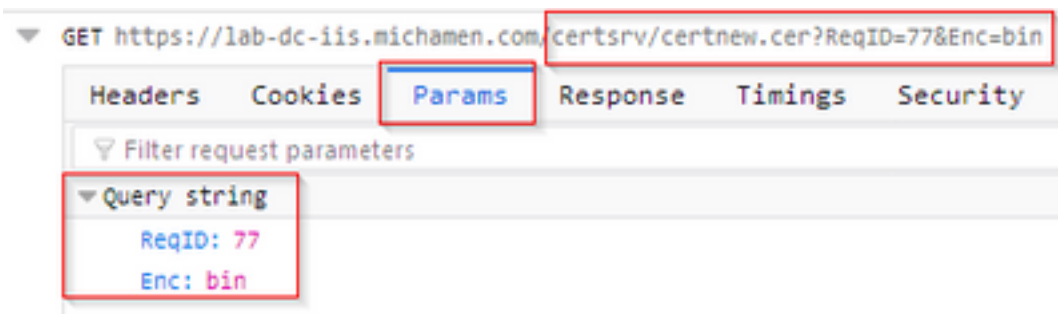 GET https://lab-dc-iis.michamen.com/certsrv/certnew.cer?ReqID=77&Enc=bin
Headers Cookies Params Response Timings Security
Filter request parameters
Query string
ReqID: 77
Enc: bin